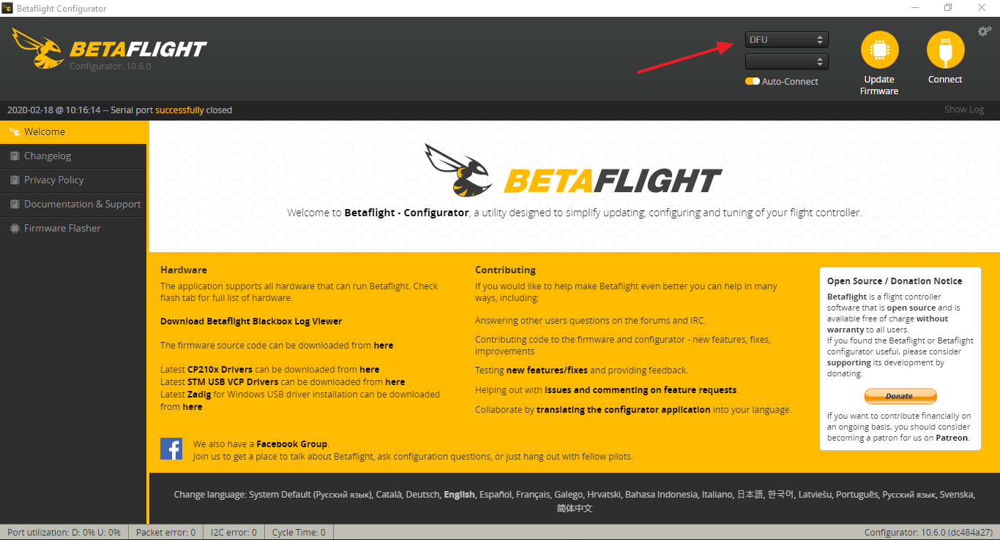 Betaflight Configurator
BETAFLIGHT
Configurator: 10.6.0
DFU
Auto-Connect
Update
Firmware
Connect
2020-02-18 @ 10:16:14 -- Serial port successfully closed
Show Log
Welcome
Changelog
Privacy Policy
Documentation & Support
Firmware Flasher
BETAFLIGHT
Welcome to Betaflight - Configurator, a utility designed to simplify updating, configuring and tuning of your flight controller.
Hardware
The application supports all hardware that can run Betaflight. Check
flash tab for full list of hardware.
Download Betaflight Blackbox Log Viewer
The firmware source code can be downloaded from here
Latest CP210x Drivers can be downloaded from here
Latest STM USB VCP Drivers can be downloaded from here
Latest Zadig for Windows USB driver installation can be downloaded
from here
Contributing
If you would like to help make Betaflight even better you can help in many
ways, including:
Answering other users questions on the forums and IRC.
Contributing code to the firmware and configurator - new features, fixes,
improvements
Testing new features/fixes and providing feedback.
Helping out with issues and commenting on feature requests.
Collaborate by translating the configurator application into your language.
Open Source / Donation Notice
Betaflight is a flight controller
software that is open source and is
available free of charge without
warranty to all users.
If you found the Betaflight or Betaflight
configurator useful, please consider
supporting its development by
donating.
Donate
If you want to contribute financially on
an ongoing basis, you should consider
becoming a patron for us on Patreon.
We also have a Facebook Group.
Join us to get a place to talk about Betaflight, ask configuration questions, or just hang out with fellow pilots.
Change language: System Default (Русский язык), Català, Deutsch, English, Español, Français, Galego, Hrvatski, Bahasa Indonesia, Italiano, 日本語, 한국어, Latviešu, Português, Русский язык, Svenska,
简体中文
Port utilization: D: 0% U: 0%
Packet error: 0
I2C error: 0
Cycle Time: 0
Configurator: 10.6.0 (dc484a27)